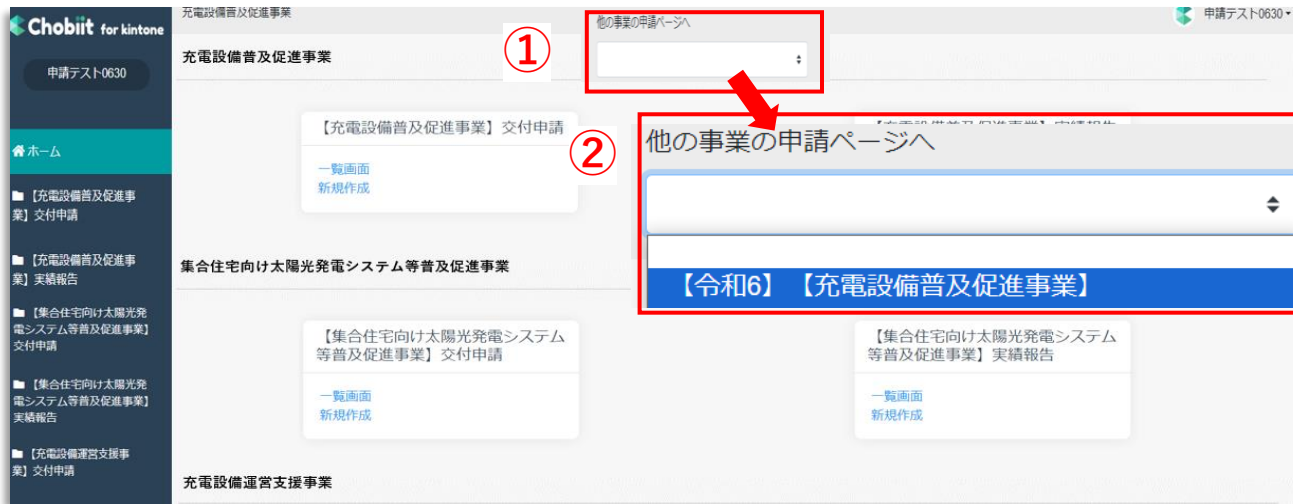 Chobiit for kintone
申請テスト0630
ホーム
【充電設備普及促進事
業】交付申請
【充電設備普及促進事
業】実績報告
【集合住宅向け太陽光発
電システム等普及促進事業】
交付申請
【集合住宅向け太陽光発
電システム等普及促進事業】
実績報告
【充電設備運営支援事
業】交付申請
充電設備普及促進事業
他の事業の申請ページへ
申請テスト0630
①
充電設備普及促進事業
【充電設備普及促進事業】交付申請
一覧画面
新規作成
②
他の事業の申請ページへ
【令和6】【充電設備普及促進事業】
集合住宅向け太陽光発電システム等普及促進事業
【集合住宅向け太陽光発電システム
等普及促進事業】交付申請
一覧画面
新規作成
【集合住宅向け太陽光発電システム
等普及促進事業】実績報告
一覧画面
新規作成
充電設備運営支援事業